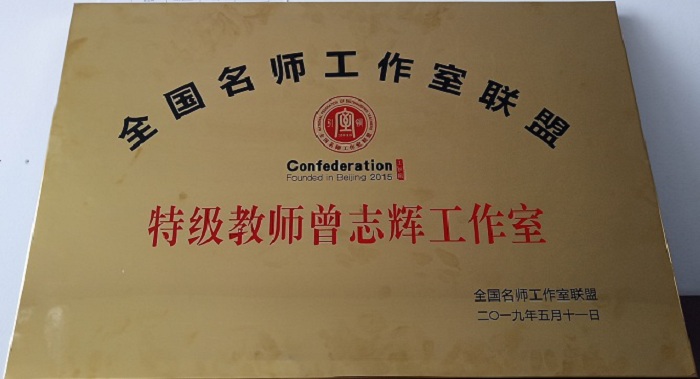 全国名师工作室联盟
Confederation
Founded in Beijing 2015
特级教师曾志辉工作室
全国名师工作室联盟
二〇一九年五月十一日